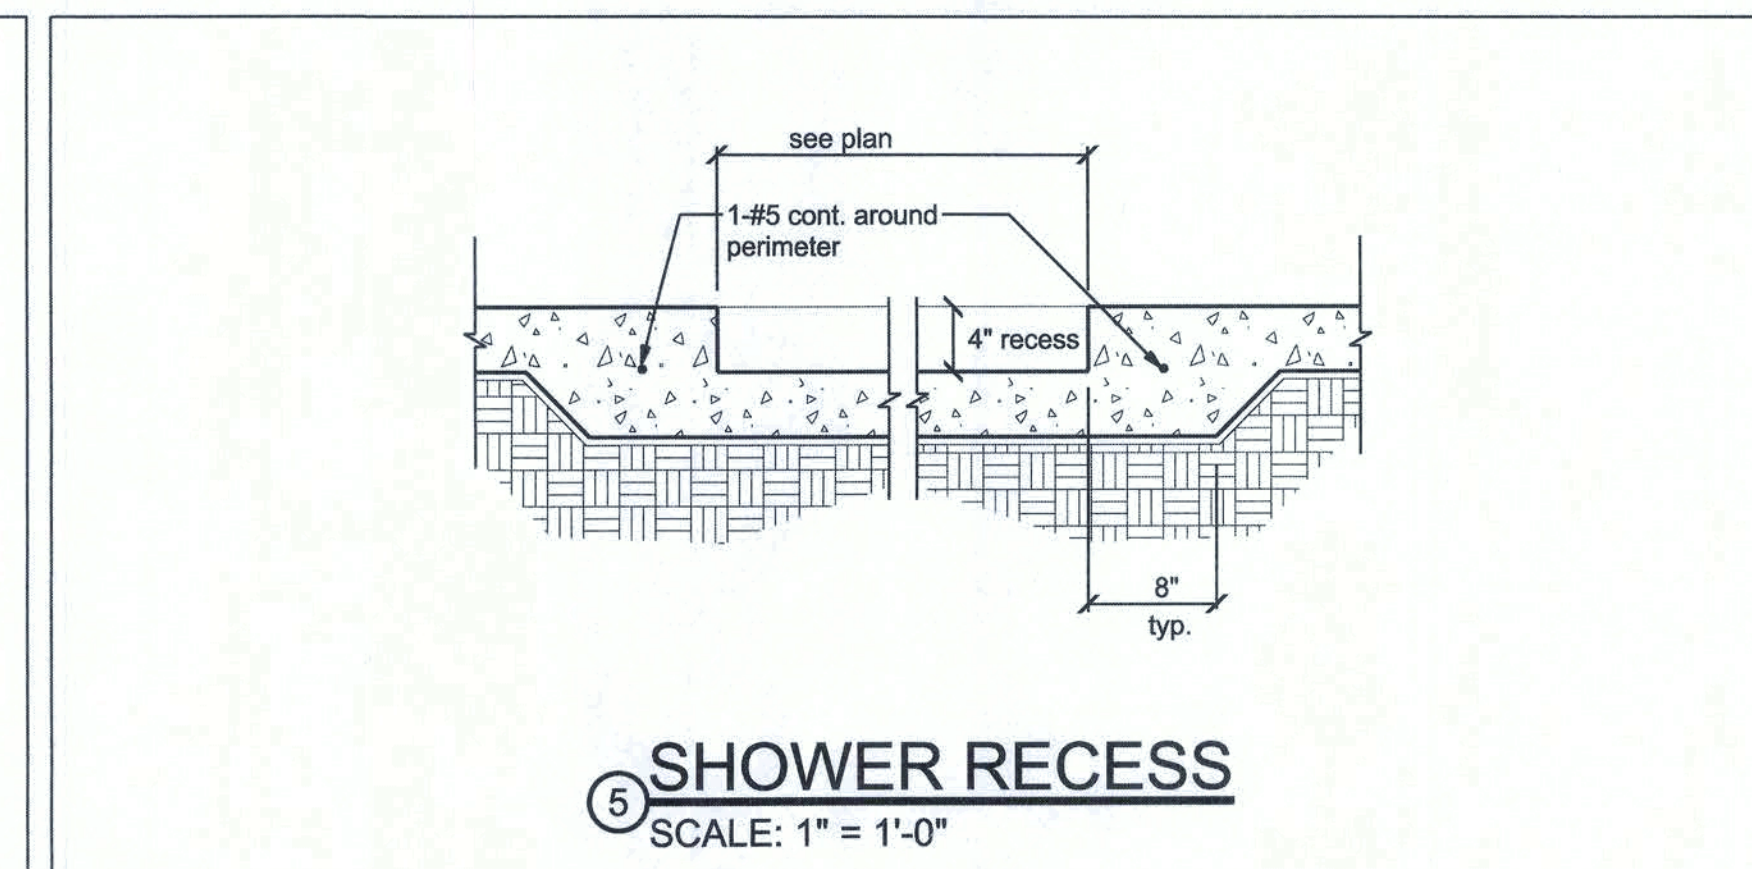 see plan
1-#5 cont. around
perimeter
4" recess
8"
typ.
SHOWER RECESS
5
SCALE: 1" = 1'-0"